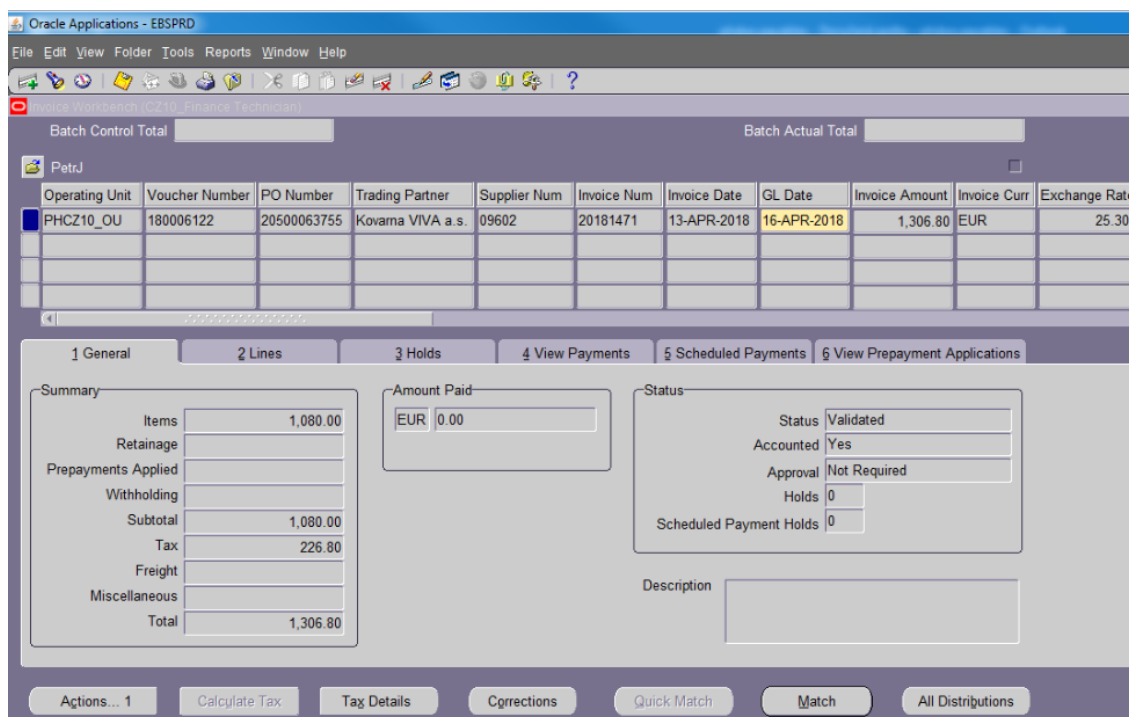 Oracle Applications - EBSPRD
File Edit View Folder Tools Reports Window Help
Invoice Workbench (CZ10_Finance Technician)
Batch Control Total Batch Actual Total
PetrJ
Operating Unit Voucher Number PO Number Trading Partner Supplier Num Invoice Num Invoice Date GL Date Invoice Amount Invoice Curr Exchange Rate
PHCZ10_OU 180006122 20500063755 Kovarna VIVA a.s. 09602 20181471 13-APR-2018 16-APR-2018 1,306.80 EUR 25.30
1 General 2 Lines 3 Holds 4 View Payments 5 Scheduled Payments 6 View Prepayment Applications
Summary Amount Paid Status
Items 1,080.00 EUR 0.00 Status Validated
Retainage Accounted Yes
Prepayments Applied Approval Not Required
Withholding Holds 0
Subtotal 1,080.00 Scheduled Payment Holds 0
Tax 226.80
Freight
Miscellaneous Description
Total 1,306.80
Actions... 1 Calculate Tax Tax Details Corrections Quick Match Match All Distributions